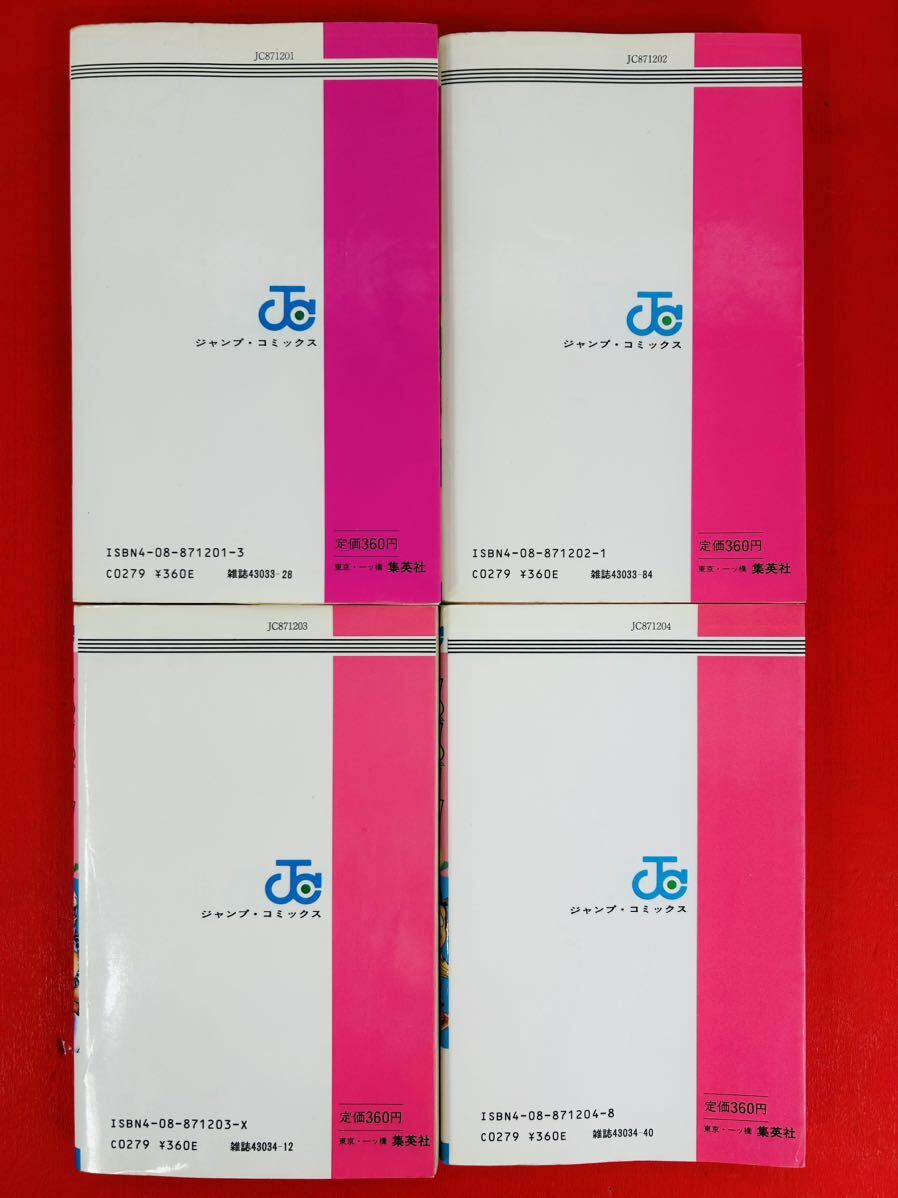 JC871201
ジャンプ・コミックス
定価360円
ISBN4-08-871201-3
東京・一ッ橋 集英社
C0279 ¥360E 雑誌43033-28
JC871202
ジャンプ・コミックス
定価360円
ISBN4-08-871202-1
東京・一ッ橋 集英社
C0279 ¥360E 雑誌43033-84
JC871203
ジャンプ・コミックス
定価360円
ISBN4-08-871203-X
東京・一ッ橋 集英社
C0279 ¥360E 雑誌43034-12
JC871204
ジャンプ・コミックス
定価360円
ISBN4-08-871204-8
東京・一ッ橋 集英社
C0279 ¥360E 雑誌43034-40